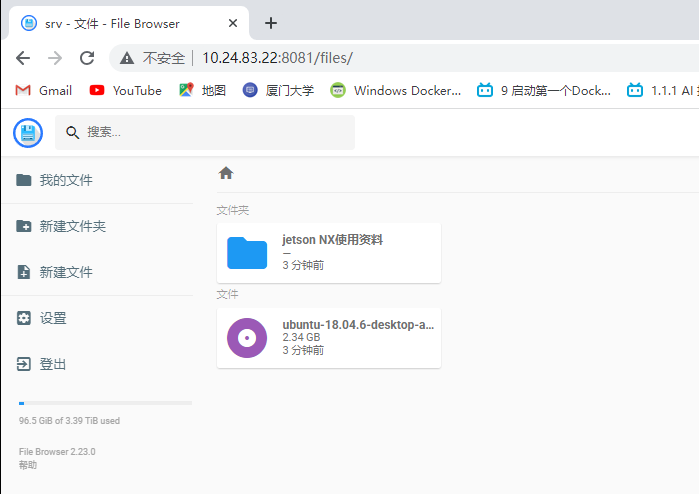 srv - 文件 - File Browser
不安全 10.24.83.22:8081/files/
Gmail YouTube 地图 厦门大学 Windows Docker... 9 启动第一个Dock... 1.1.1 AI
搜索...
我的文件
新建文件夹
新建文件
设置
登出
96.5 GiB of 3.39 TiB used
File Browser 2.23.0
帮助
文件夹
jetson NX使用资料
—
3 分钟前
文件
ubuntu-18.04.6-desktop-a...
2.34 GB
3 分钟前